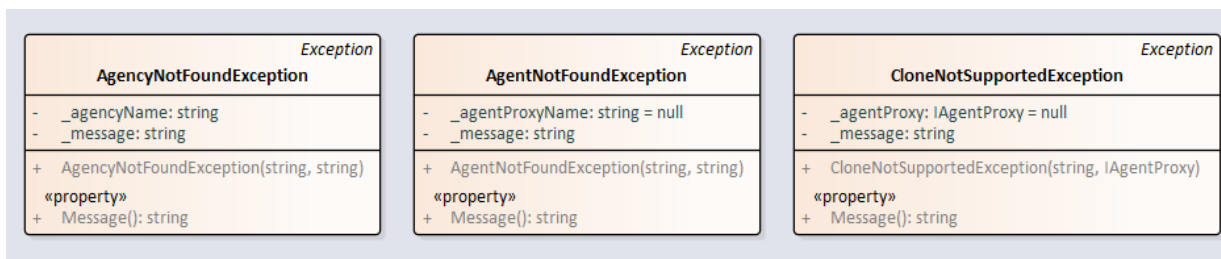 Exception
AgencyNotFoundException
- _agencyName: string
- _message: string
+ AgencyNotFoundException(string, string)
«property»
+ Message(): string
Exception
AgentNotFoundException
- _agentProxyName: string = null
- _message: string
+ AgentNotFoundException(string, string)
«property»
+ Message(): string
Exception
CloneNotSupportedException
- _agentProxy: IAgentProxy = null
- _message: string
+ CloneNotSupportedException(string, IAgentProxy)
«property»
+ Message(): string